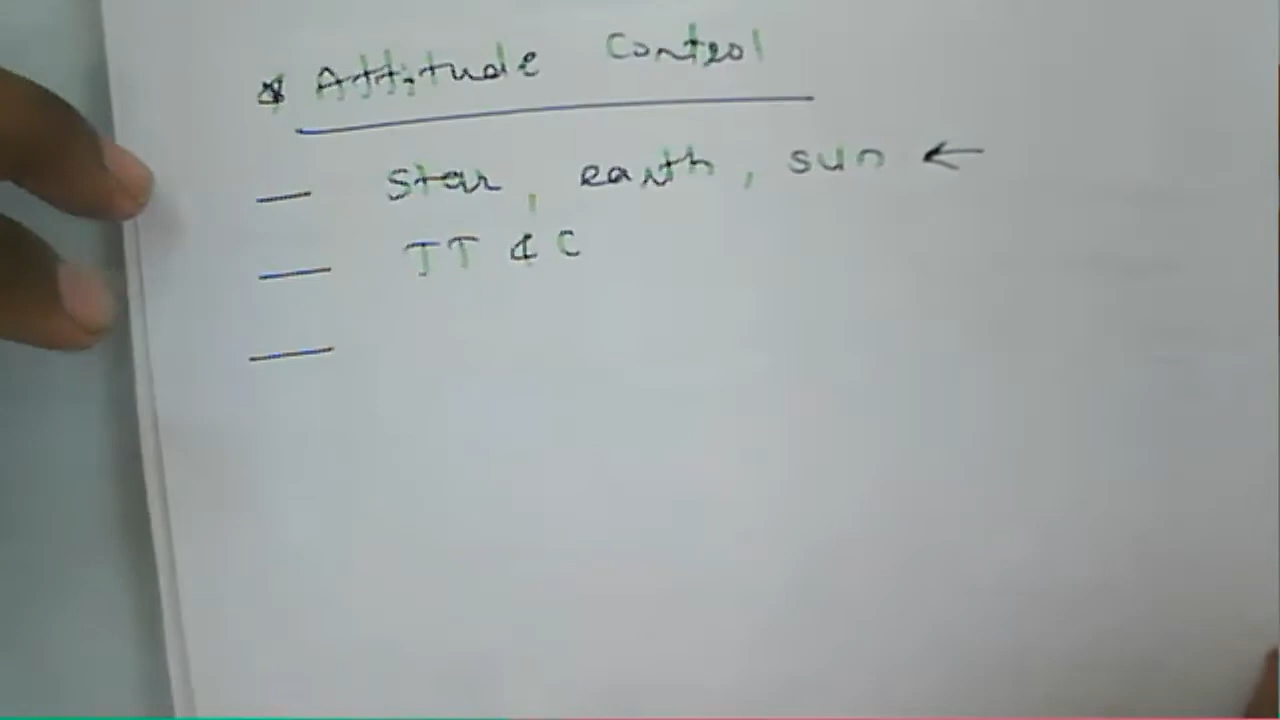 * Attitude Control
— Star, earth, sun ←
— TT & C
—